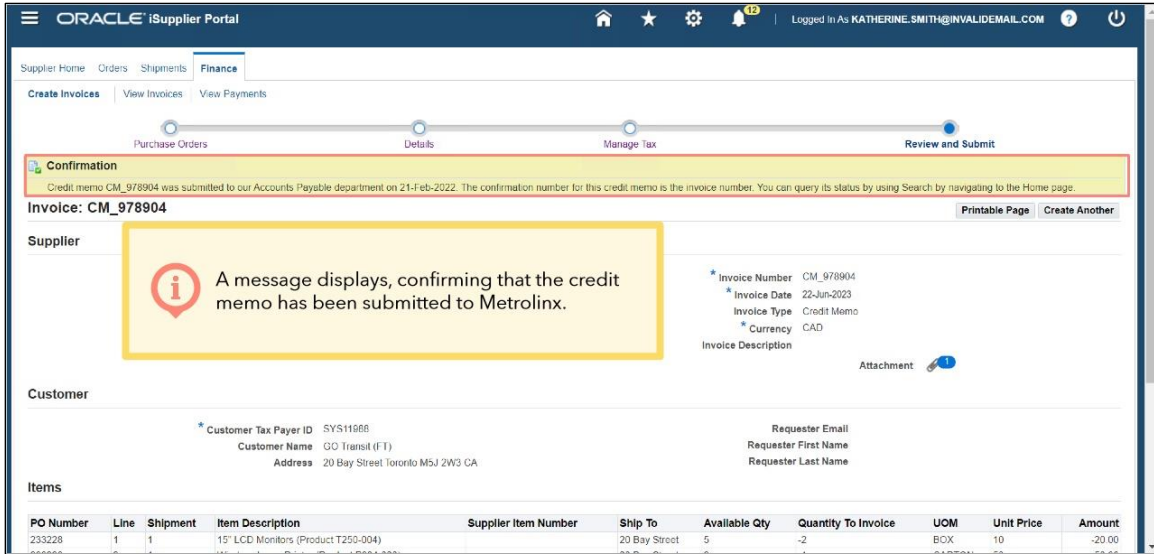 ORACLE iSupplier Portal
12
Logged In As KATHERINE.SMITH@INVALIDEMAIL.COM
?
Supplier Home Orders Shipments Finance
Create Invoices View Invoices View Payments
Purchase Orders Details Manage Tax Review and Submit
Confirmation
Credit memo CM_978904 was submitted to our Accounts Payable department on 21-Feb-2022. The confirmation number for this credit memo is the invoice number. You can query its status by using Search by navigating to the Home page.
Invoice: CM_978904
Printable Page Create Another
Supplier
A message displays, confirming that the credit
memo has been submitted to Metrolinx.
* Invoice Number CM_978904
* Invoice Date 22-Jun-2023
Invoice Type Credit Memo
* Currency CAD
Invoice Description
Attachment 1
Customer
* Customer Tax Payer ID SYS11988
Customer Name GO Transit (FT)
Address 20 Bay Street Toronto M5J 2W3 CA
Requester Email
Requester First Name
Requester Last Name
Items
PO Number Line Shipment Item Description Supplier Item Number Ship To Available Qty Quantity To Invoice UOM Unit Price Amount
233228 1 1 15" LCD Monitors (Product T250-004) 20 Bay Street 5 -2 BOX 10 -20.00